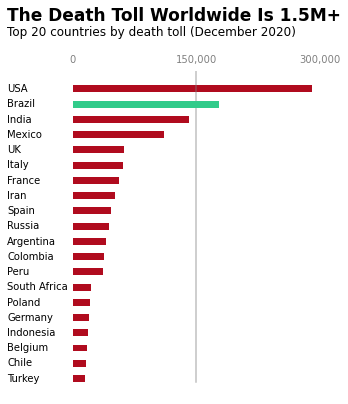 The Death Toll Worldwide Is 1.5M+
Top 20 countries by death toll (December 2020)
0 150,000 300,000
USA
Brazil
India
Mexico
UK
Italy
France
Iran
Spain
Russia
Argentina
Colombia
Peru
South Africa
Poland
Germany
Indonesia
Belgium
Chile
Turkey